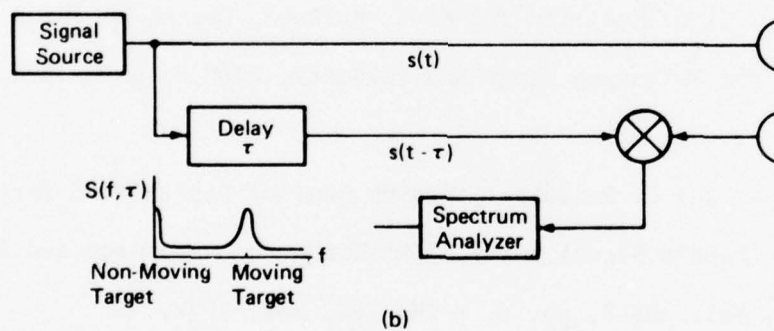 Signal
Source
s(t)
Delay
τ
s(t - τ)
S(f, τ)
Spectrum
Analyzer
f
Non-Moving
Target
Moving
Target
(b)